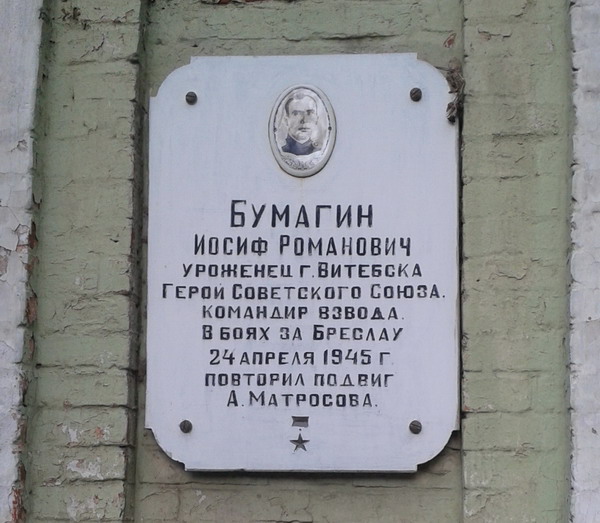 БУМАГИН
ИОСИФ РОМАНОВИЧ
УРОЖЕНЕЦ Г. ВИТЕБСКА
ГЕРОЙ СОВЕТСКОГО СОЮЗА.
КОМАНДИР ВЗВОДА.
В БОЯХ ЗА БРЕСЛАУ
24 АПРЕЛЯ 1945 Г.
ПОВТОРИЛ ПОДВИГ
А. МАТРОСОВА.